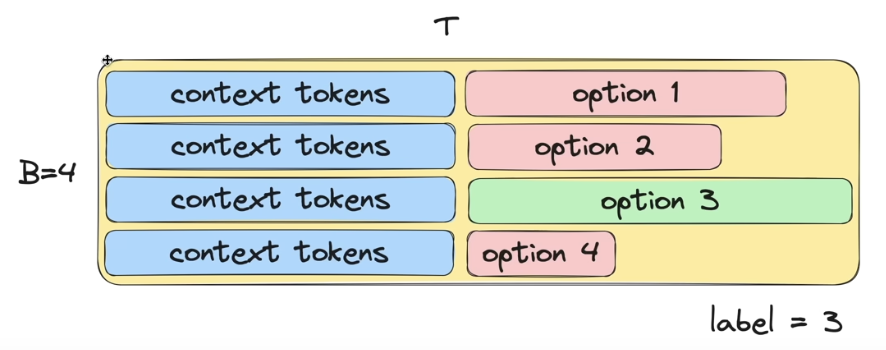 T
context tokens option 1
context tokens option 2
B=4
context tokens option 3
context tokens option 4
label = 3